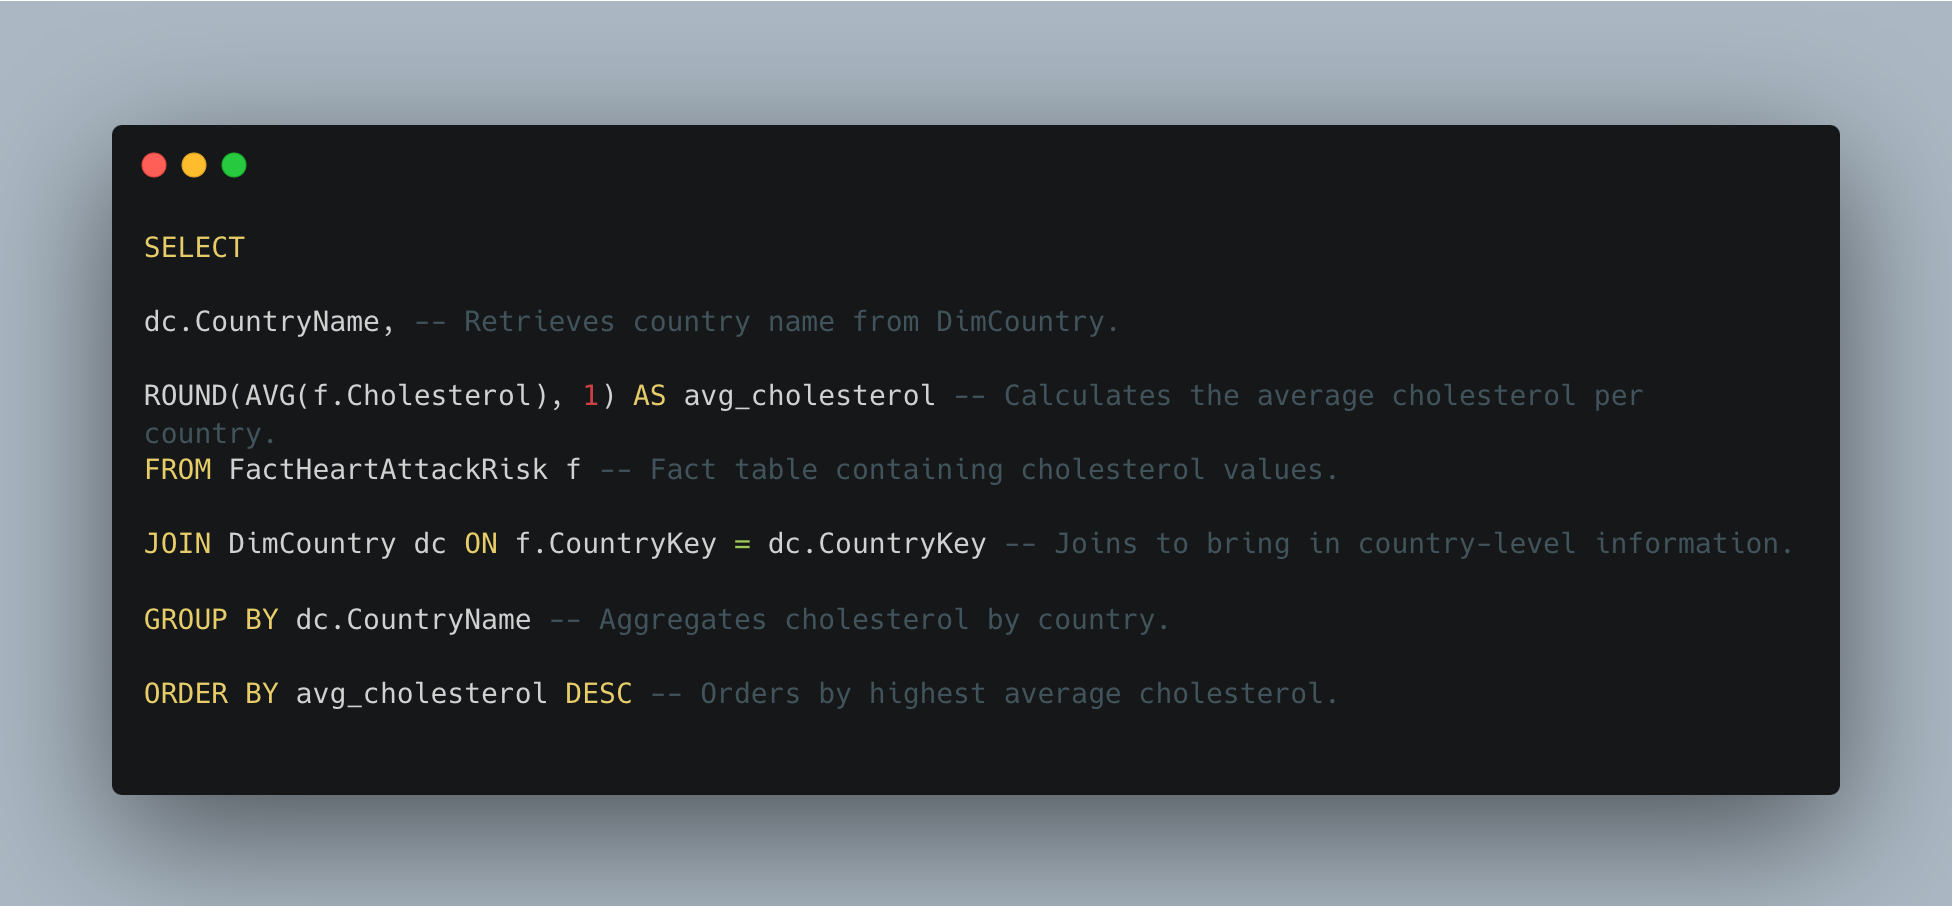 SELECT
dc.CountryName, -- Retrieves country name from DimCountry.
ROUND(AVG(f.Cholesterol), 1) AS avg_cholesterol -- Calculates the average cholesterol per
country.
FROM FactHeartAttackRisk f -- Fact table containing cholesterol values.
JOIN DimCountry dc ON f.CountryKey = dc.CountryKey -- Joins to bring in country-level information.
GROUP BY dc.CountryName -- Aggregates cholesterol by country.
ORDER BY avg_cholesterol DESC -- Orders by highest average cholesterol.